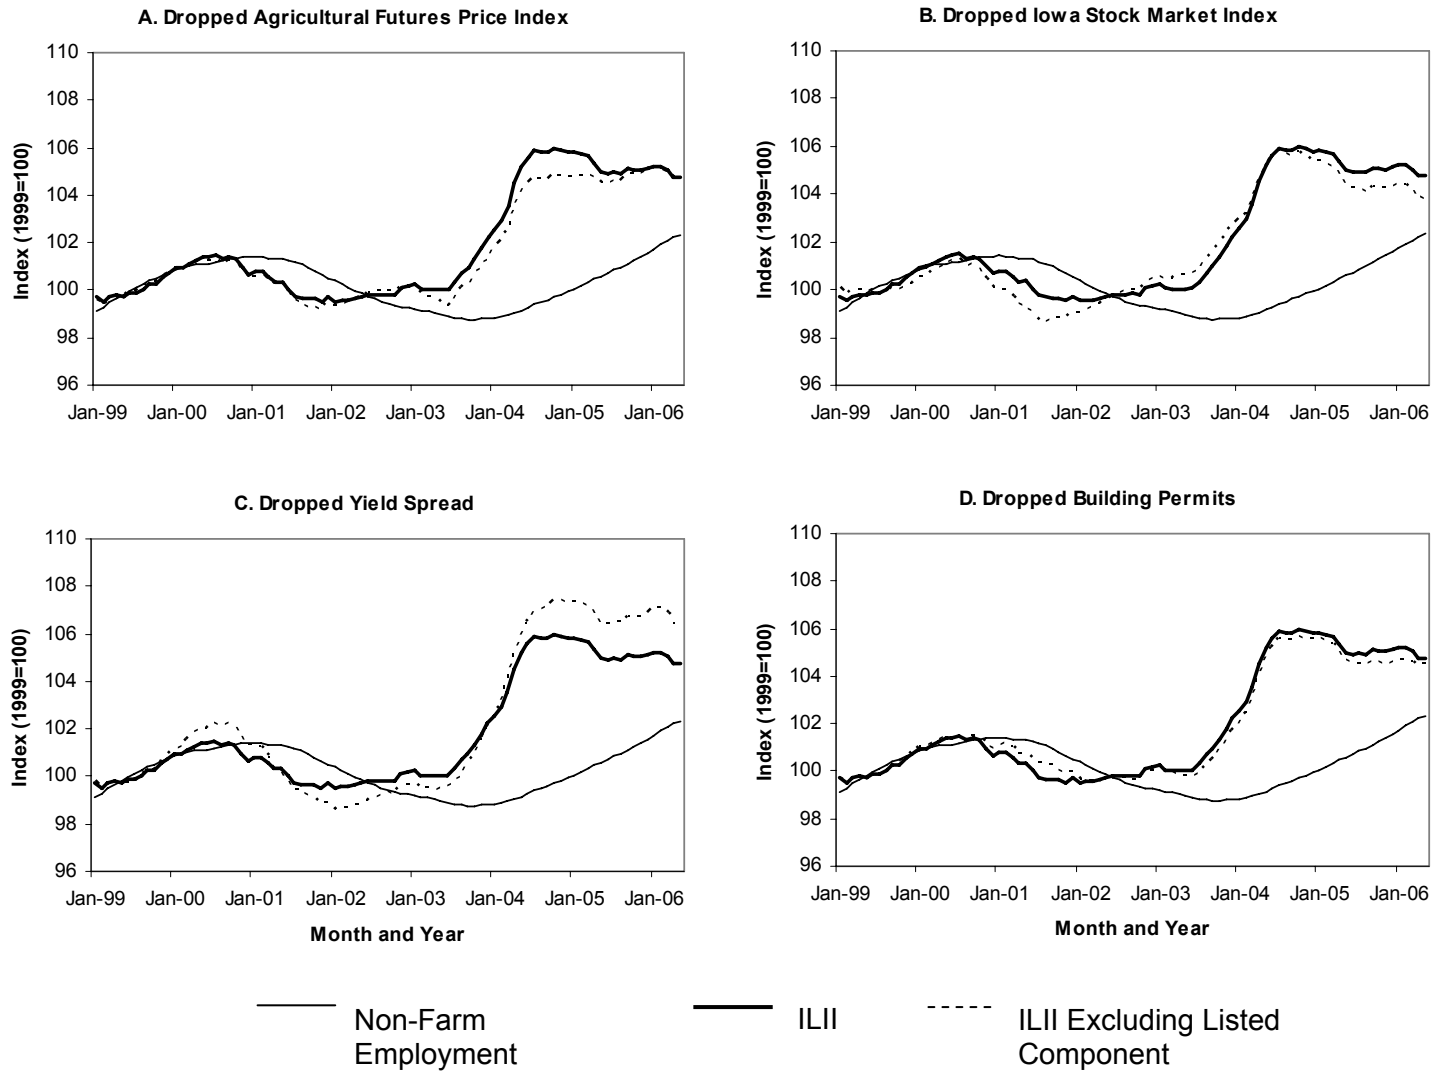 A. Dropped Agricultural Futures Price Index
Index (1999=100)
110
108
106
104
102
100
98
96
Jan-99 Jan-00 Jan-01 Jan-02 Jan-03 Jan-04 Jan-05 Jan-06
B. Dropped Iowa Stock Market Index
Index (1999=100)
110
108
106
104
102
100
98
96
Jan-99 Jan-00 Jan-01 Jan-02 Jan-03 Jan-04 Jan-05 Jan-06
C. Dropped Yield Spread
Index (1999=100)
110
108
106
104
102
100
98
96
Jan-99 Jan-00 Jan-01 Jan-02 Jan-03 Jan-04 Jan-05 Jan-06
Month and Year
D. Dropped Building Permits
Index (1999=100)
110
108
106
104
102
100
98
96
Jan-99 Jan-00 Jan-01 Jan-02 Jan-03 Jan-04 Jan-05 Jan-06
Month and Year
Non-Farm
Employment
ILII
ILII Excluding Listed
Component